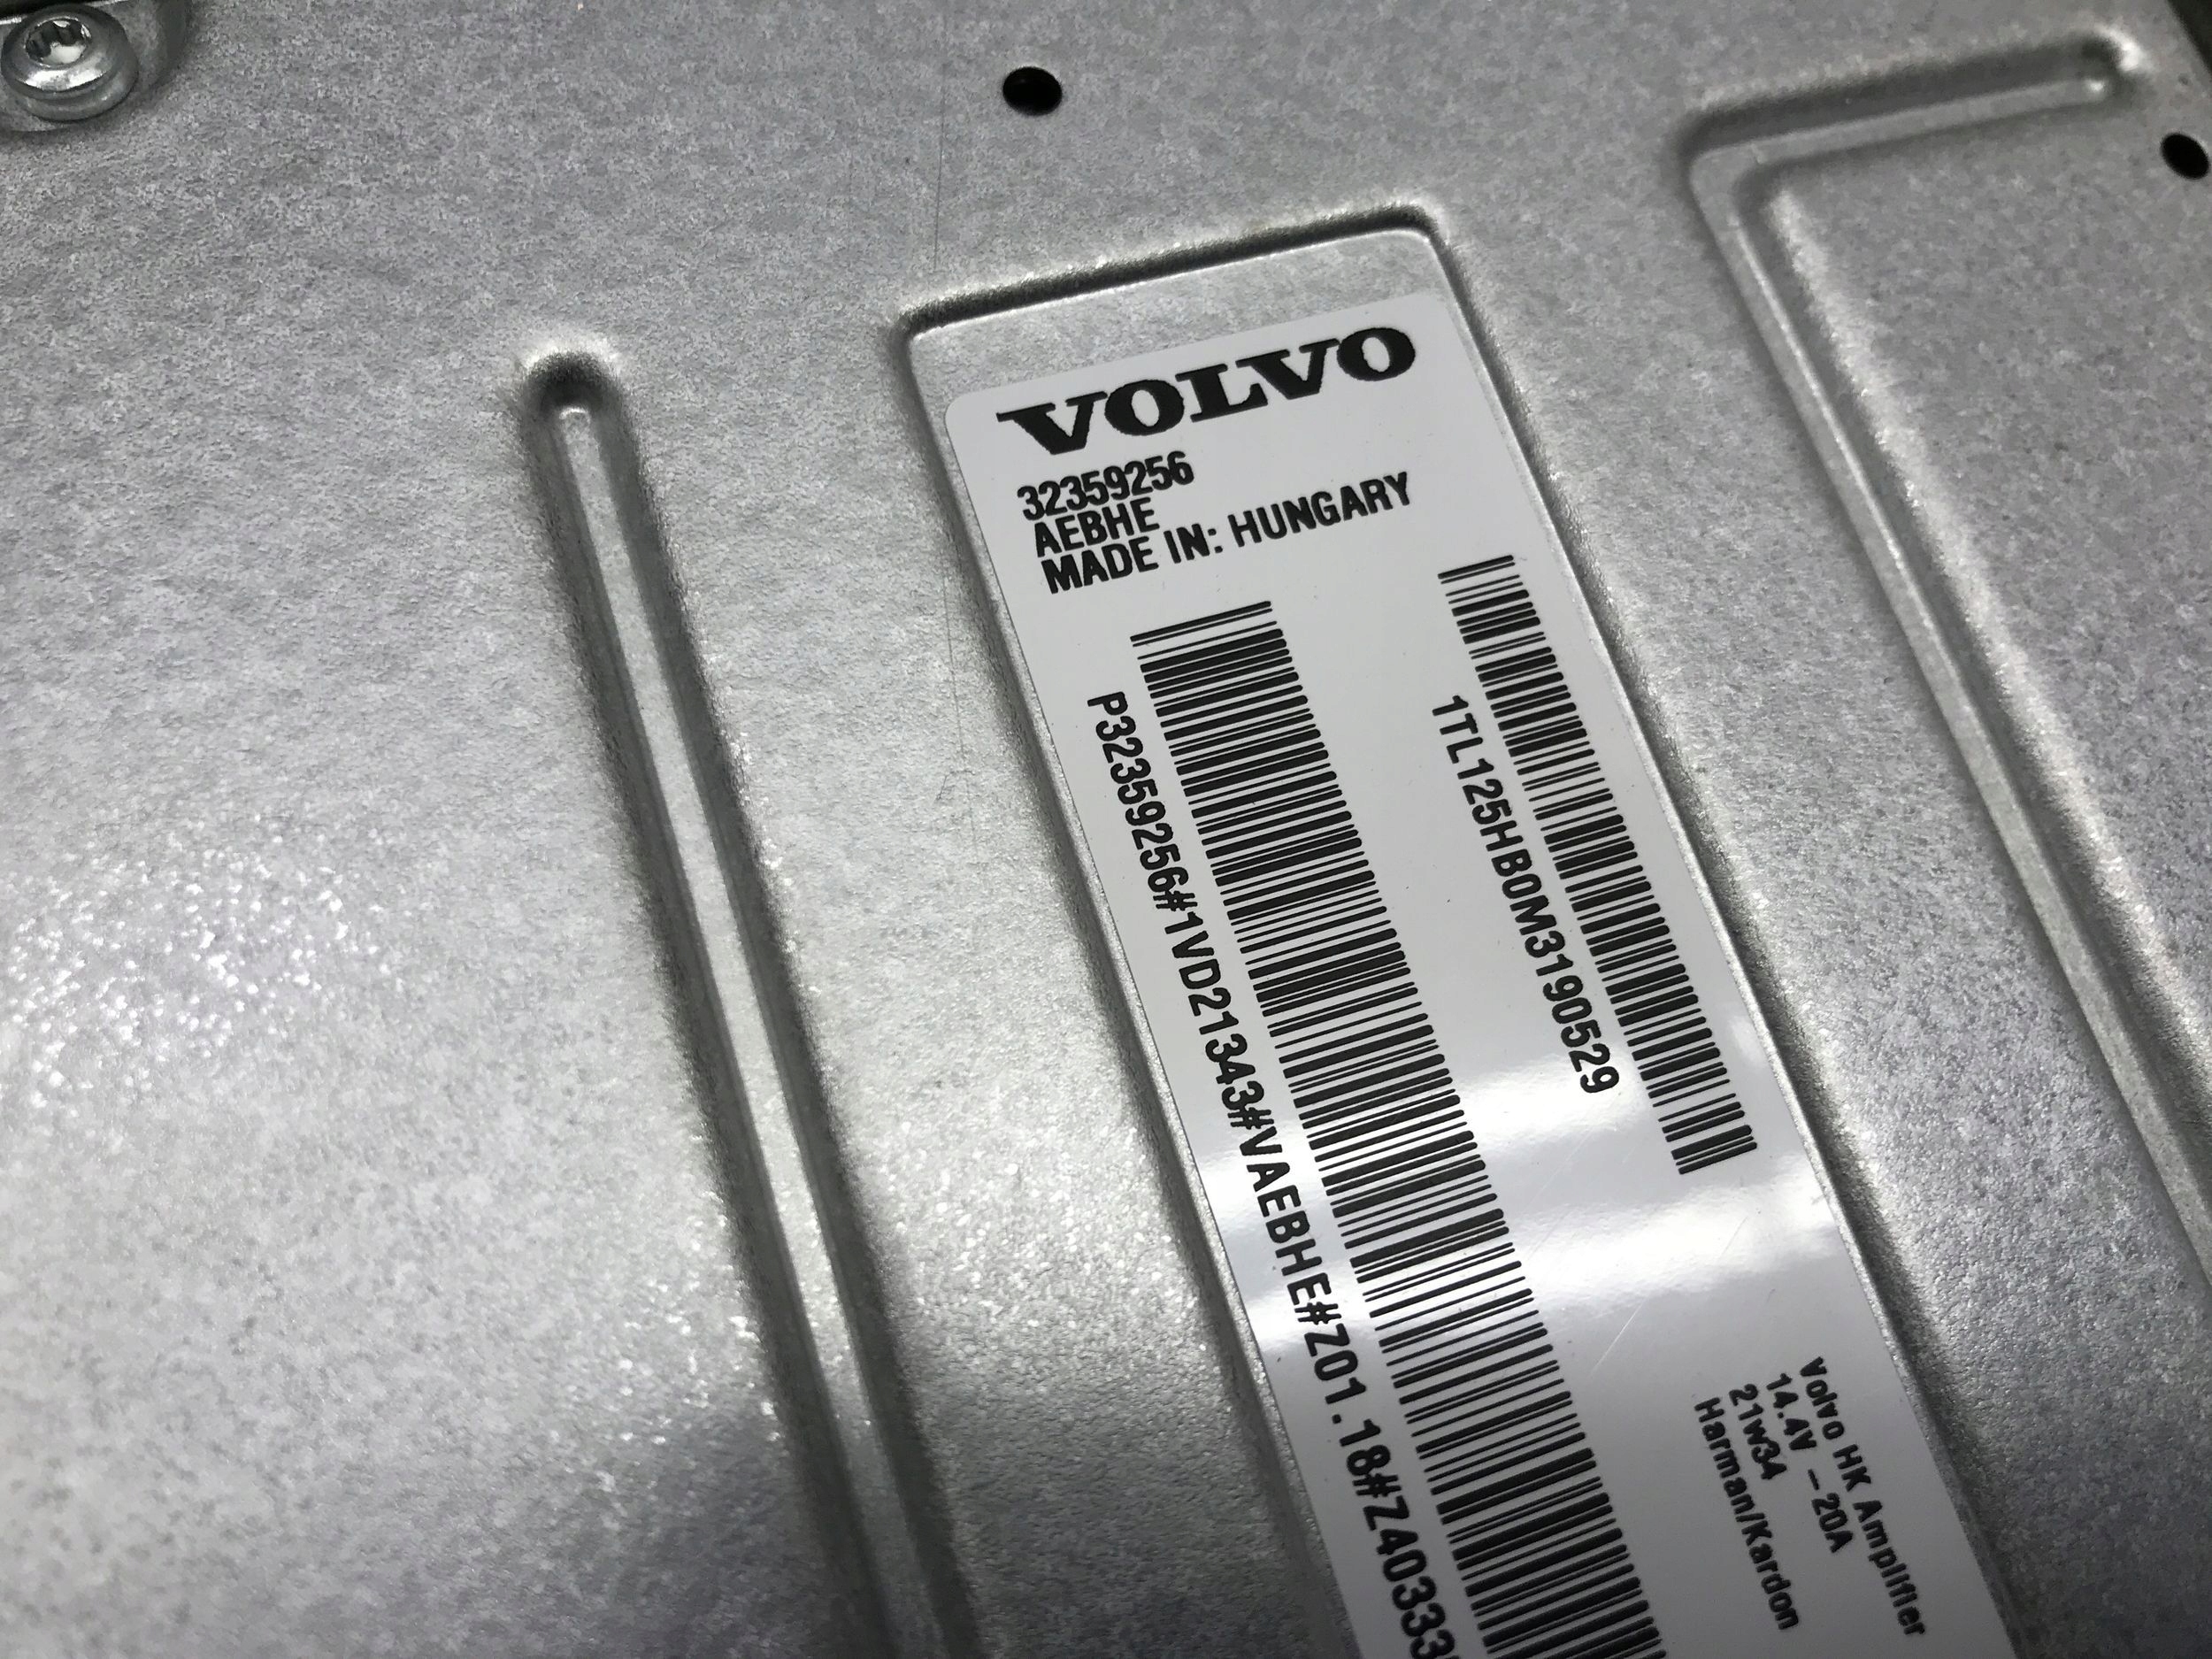 VOLVO
32359256
AEBHE
MADE IN: HUNGARY
1TL125HB0M3190529
P32359256#1VD21343#VAEBHE#Z01.18#Z40333
Volvo HK Amplifier
14.4V – 20A
21w34
Harman/Kardon